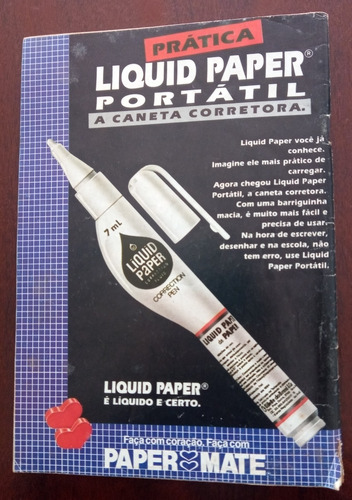 PRÁTICA
LIQUID PAPER®
PORTÁTIL
A CANETA CORRETORA.
Liquid Paper você já
conhece.
Imagine ele mais prático de
carregar.
Agora chegou Liquid Paper
Portátil, a caneta corretora.
Com uma barriguinha
macia, é muito mais fácil e
precisa de usar.
Na hora de escrever,
desenhar e na escola, não
tem erro, use Liquid
Paper Portátil.
7 ml
LIQUID
PAPER
CORRECTION
PEN
LIQUID PAPER®
É LÍQUIDO E CERTO.
Faça com coração. Faça com
PAPER MATE